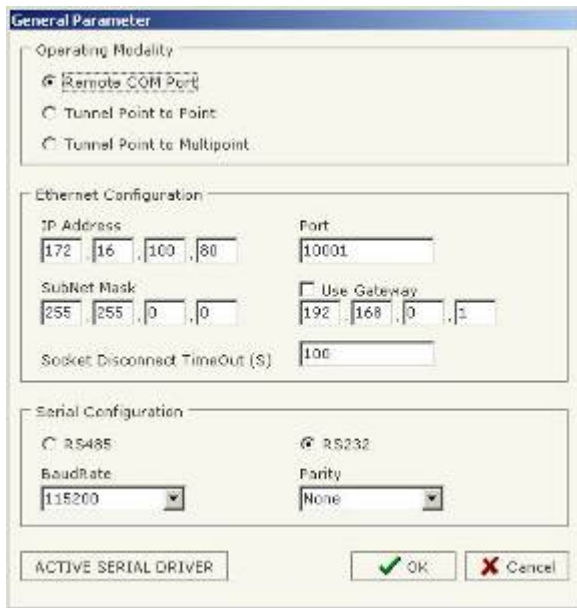 General Parameter
Operating Modality
Remote COM Port
Tunnel Point to Point
Tunnel Point to Multipoint
Ethernet Configuration
IP Address
172 . 16 . 100 . 80
Port
10001
SubNet Mask
255 . 255 . 0 . 0
Use Gateway
192 . 168 . 0 . 1
Socket Disconnect TimeOut (S)
100
Serial Configuration
RS485
RS232
BaudRate
115200
Parity
None
ACTIVE SERIAL DRIVER
OK
Cancel